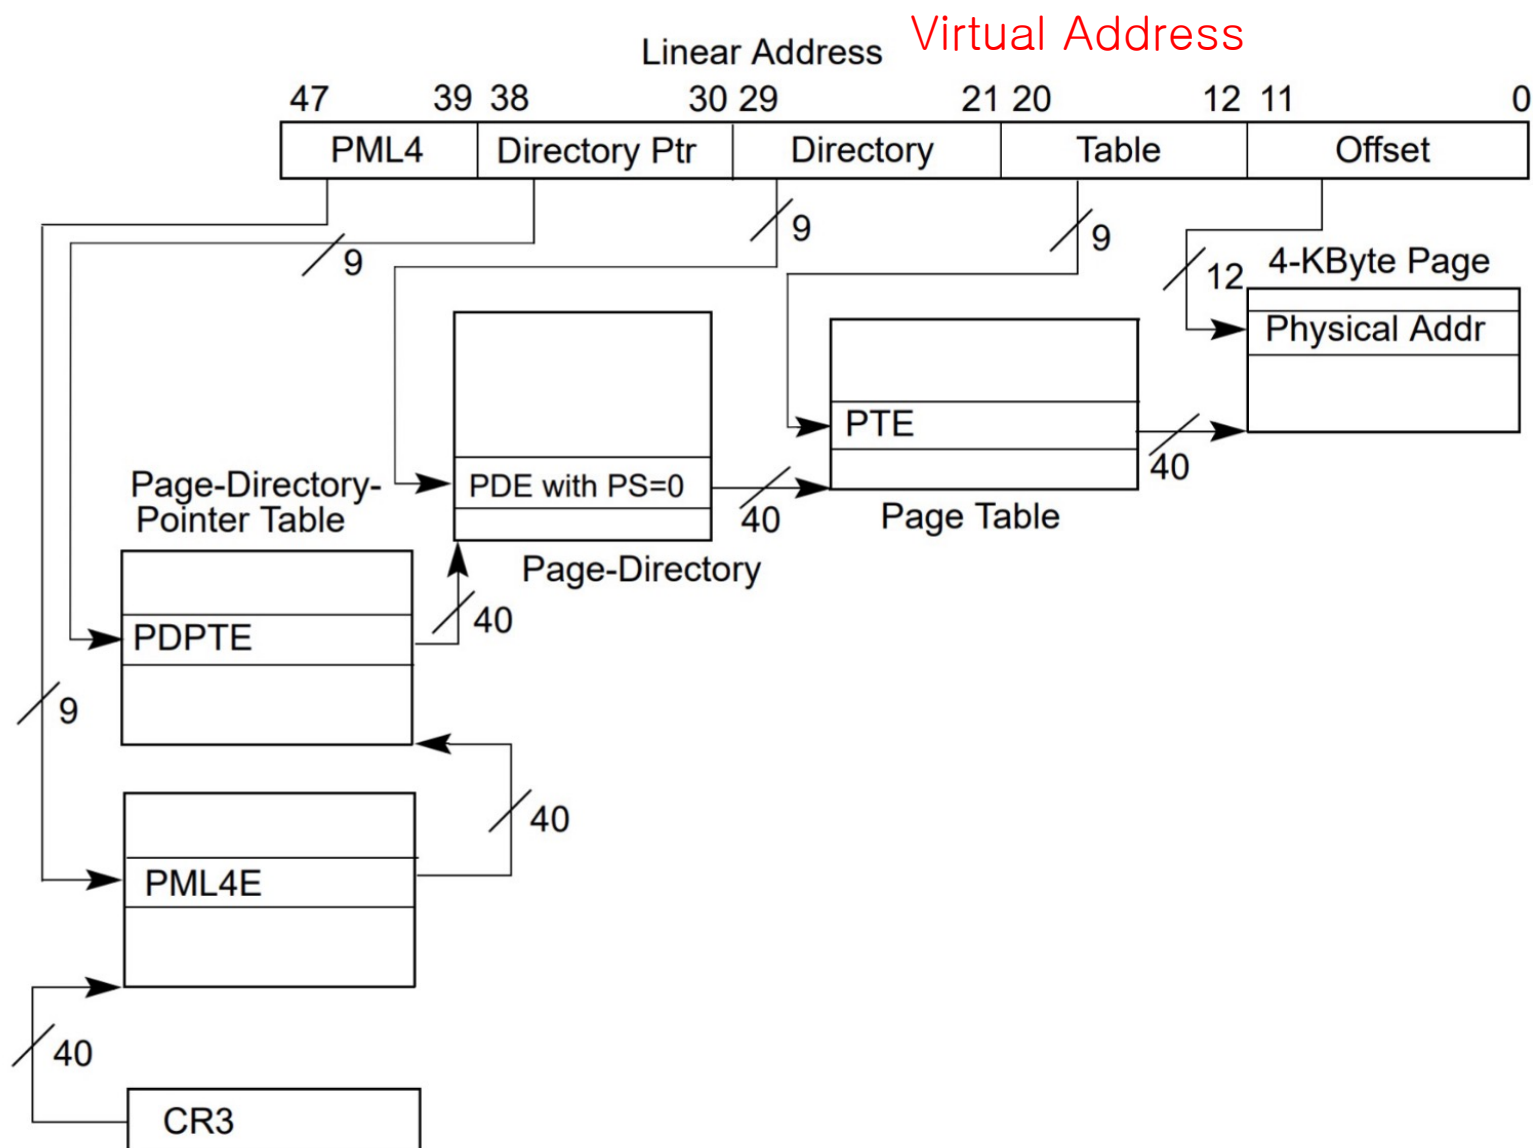 Linear Address Virtual Address
47 39 38 30 29 21 20 12 11 0
PML4 Directory Ptr Directory Table Offset
9 9 9 12 4-KByte Page
Physical Addr
PTE
40
Page Table
PDE with PS=0
40
Page-Directory
Page-Directory-
Pointer Table
PDPTE
40
9
40
PML4E
40
CR3